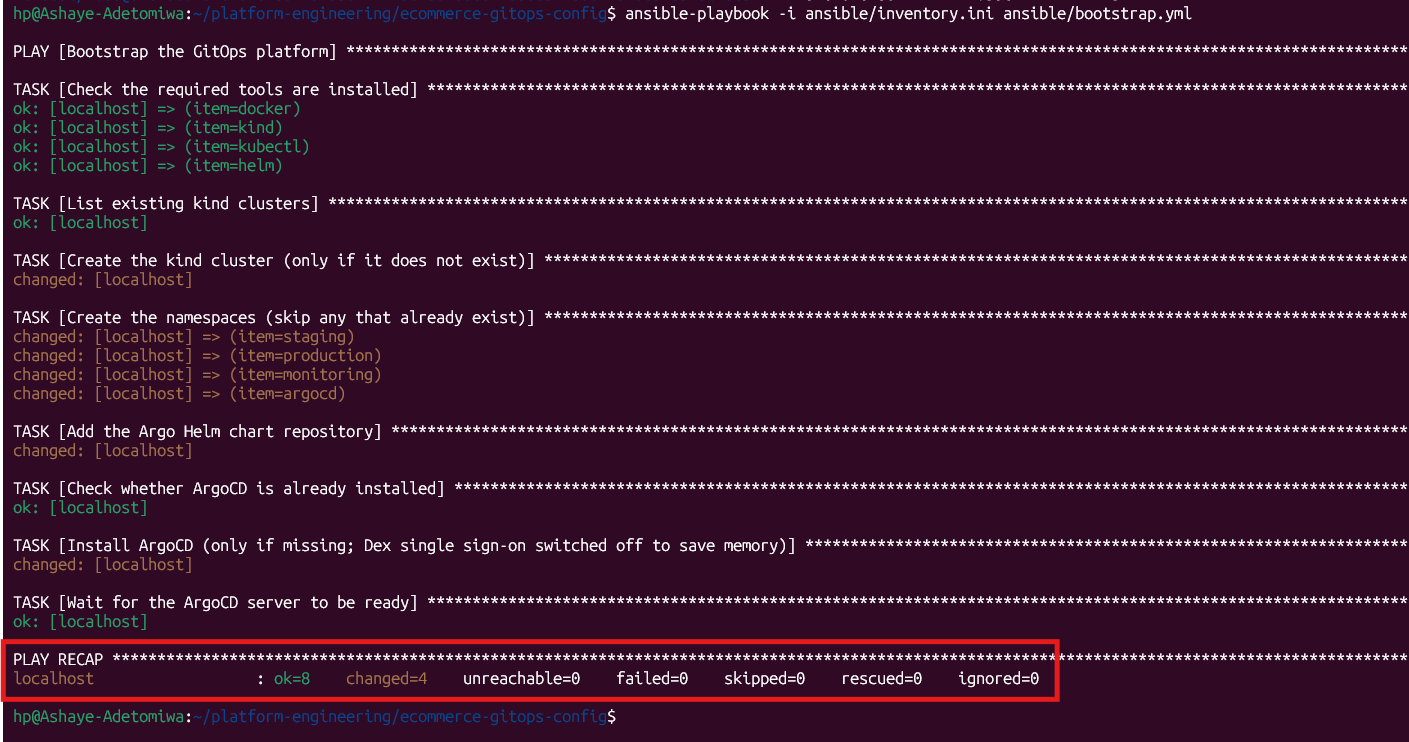 hp@Ashaye-Adetomiwa:~/platform-engineering/ecommerce-gitops-config$ ansible-playbook -i ansible/inventory.ini ansible/bootstrap.yml
PLAY [Bootstrap the GitOps platform] **********************************************************************************************************************
TASK [Check the required tools are installed] *************************************************************************************************************
ok: [localhost] => (item=docker)
ok: [localhost] => (item=kind)
ok: [localhost] => (item=kubectl)
ok: [localhost] => (item=helm)
TASK [List existing kind clusters] ************************************************************************************************************************
ok: [localhost]
TASK [Create the kind cluster (only if it does not exist)] ************************************************************************************************
changed: [localhost]
TASK [Create the namespaces (skip any that already exist)] ************************************************************************************************
changed: [localhost] => (item=staging)
changed: [localhost] => (item=production)
changed: [localhost] => (item=monitoring)
changed: [localhost] => (item=argocd)
TASK [Add the Argo Helm chart repository] *****************************************************************************************************************
changed: [localhost]
TASK [Check whether ArgoCD is already installed] **********************************************************************************************************
ok: [localhost]
TASK [Install ArgoCD (only if missing; Dex single sign-on switched off to save memory)] *******************************************************************
changed: [localhost]
TASK [Wait for the ArgoCD server to be ready] *************************************************************************************************************
ok: [localhost]
PLAY RECAP ************************************************************************************************************************************************
localhost                  : ok=8    changed=4    unreachable=0    failed=0    skipped=0    rescued=0    ignored=0
hp@Ashaye-Adetomiwa:~/platform-engineering/ecommerce-gitops-config$